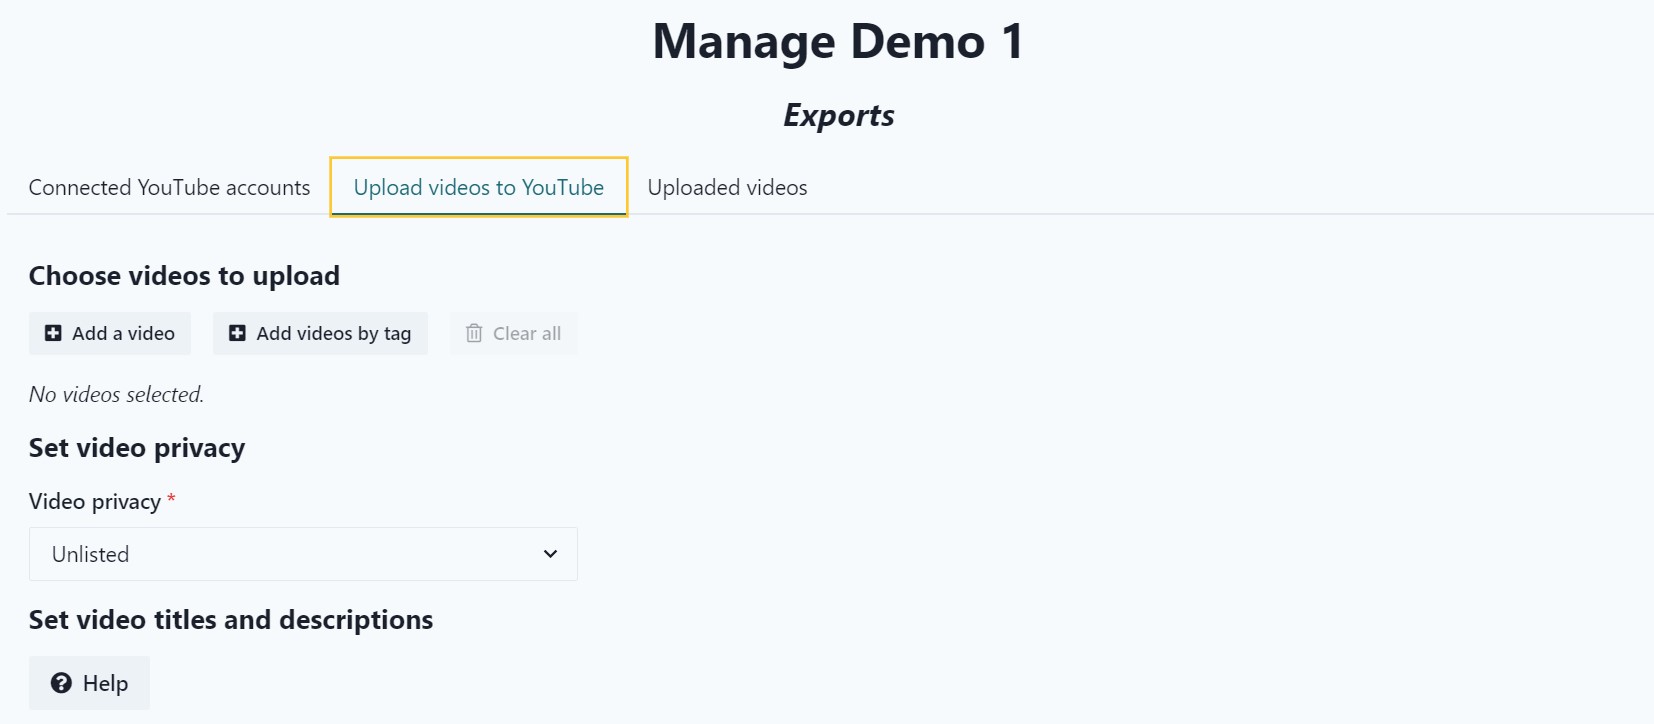 Manage Demo 1
Exports
Connected YouTube accounts Upload videos to YouTube Uploaded videos
Choose videos to upload
Add a video Add videos by tag Clear all
No videos selected.
Set video privacy
Video privacy *
Unlisted
Set video titles and descriptions
Help